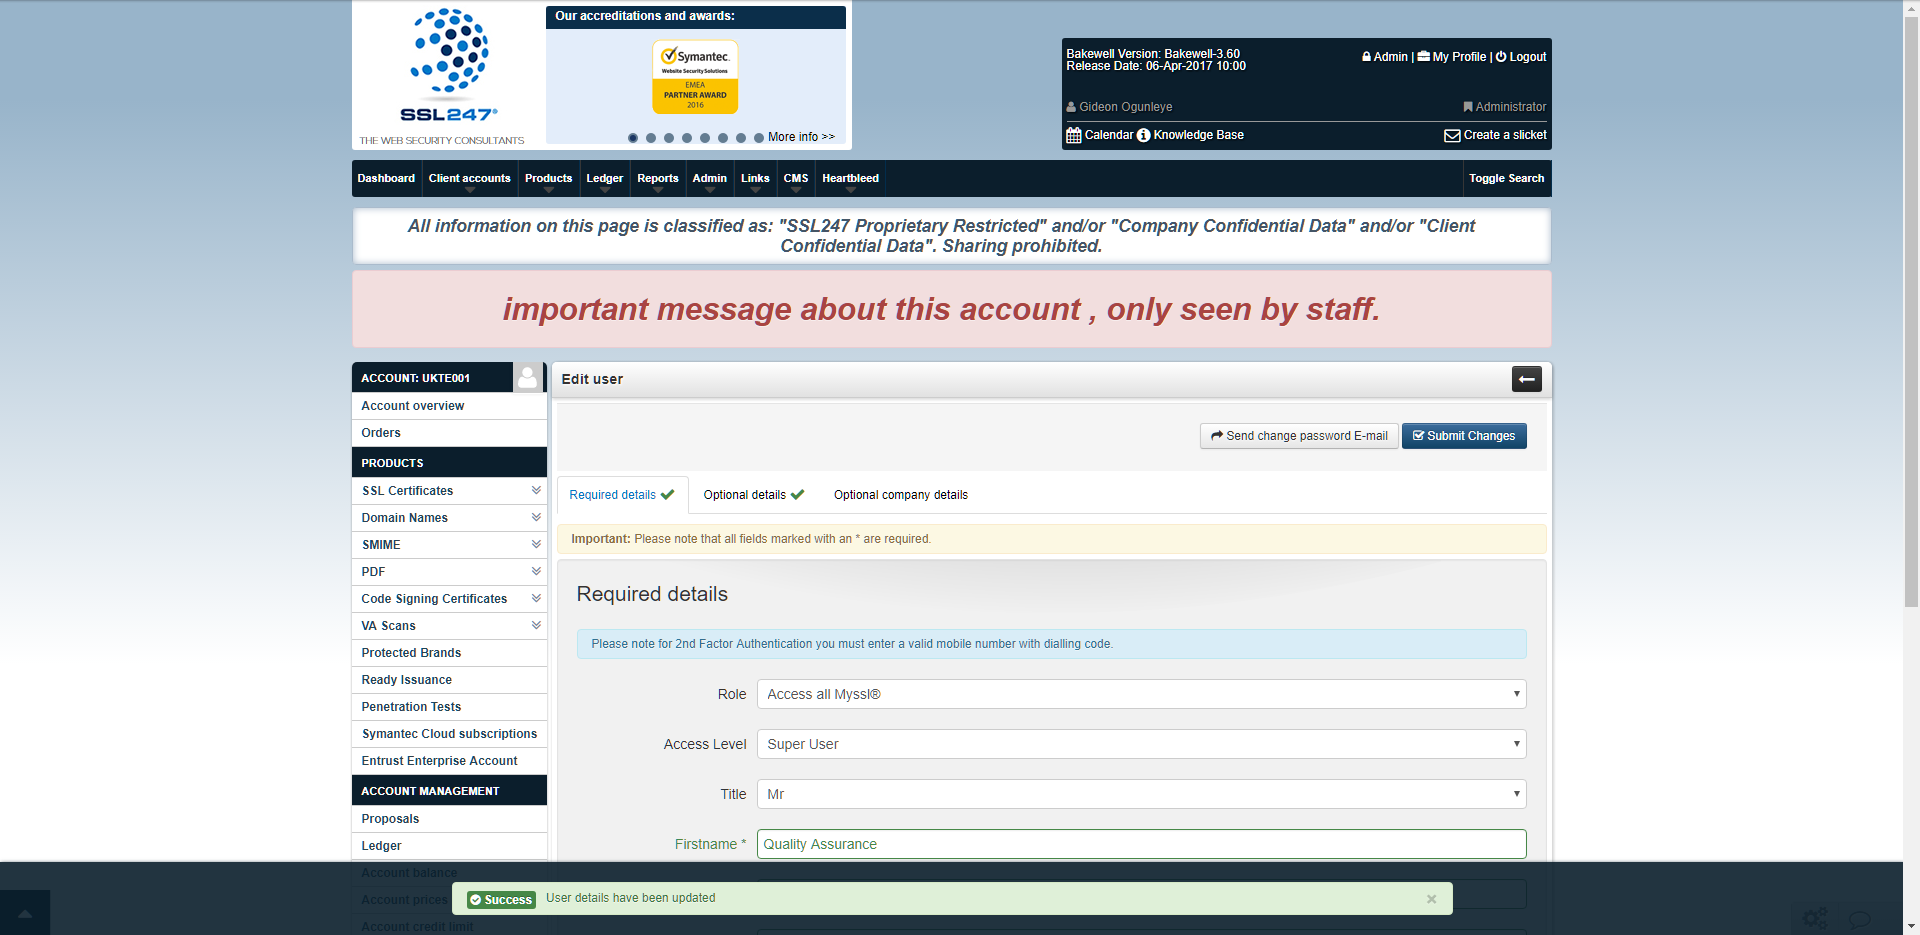 SSL247®
THE WEB SECURITY CONSULTANTS
Our accreditations and awards:
Symantec.
Website Security Solutions
EMEA
PARTNER AWARD
2016
More info >>
Bakewell Version: Bakewell-3.60
Release Date: 06-Apr-2017 10:00
Admin | My Profile | Logout
Gideon Ogunleye
Administrator
Calendar Knowledge Base
Create a slicket
Dashboard Client accounts Products Ledger Reports Admin Links CMS Heartbleed Toggle Search
All information on this page is classified as: "SSL247 Proprietary Restricted" and/or "Company Confidential Data" and/or "Client
Confidential Data". Sharing prohibited.
important message about this account , only seen by staff.
ACCOUNT: UKTE001
Account overview
Orders
PRODUCTS
SSL Certificates
Domain Names
SMIME
PDF
Code Signing Certificates
VA Scans
Protected Brands
Ready Issuance
Penetration Tests
Symantec Cloud subscriptions
Entrust Enterprise Account
ACCOUNT MANAGEMENT
Proposals
Ledger
Account balance
Account prices
Account credit limit
Edit user
Send change password E-mail
Submit Changes
Required details
Optional details
Optional company details
Important: Please note that all fields marked with an * are required.
Required details
Please note for 2nd Factor Authentication you must enter a valid mobile number with dialling code.
Role
Access all Myssl®
Access Level
Super User
Title
Mr
Firstname *
Quality Assurance
Success
User details have been updated
×